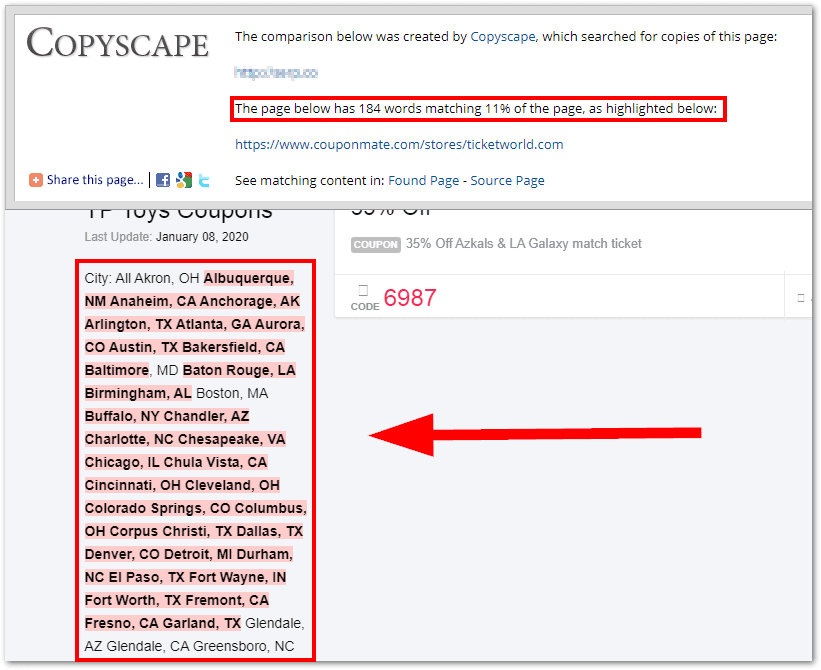 COPYSCAPE
The comparison below was created by Copyscape, which searched for copies of this page:
The page below has 184 words matching 11% of the page, as highlighted below:
https://www.couponmate.com/stores/ticketworld.com
Share this page... |
See matching content in: Found Page - Source Page
TP Toys Coupons
35% Off
Last Update: January 08, 2020
COUPON 35% Off Azkals & LA Galaxy match ticket
CODE 6987
City: All Akron, OH Albuquerque,
NM Anaheim, CA Anchorage, AK
Arlington, TX Atlanta, GA Aurora,
CO Austin, TX Bakersfield, CA
Baltimore, MD Baton Rouge, LA
Birmingham, AL Boston, MA
Buffalo, NY Chandler, AZ
Charlotte, NC Chesapeake, VA
Chicago, IL Chula Vista, CA
Cincinnati, OH Cleveland, OH
Colorado Springs, CO Columbus,
OH Corpus Christi, TX Dallas, TX
Denver, CO Detroit, MI Durham,
NC El Paso, TX Fort Wayne, IN
Fort Worth, TX Fremont, CA
Fresno, CA Garland, TX Glendale,
AZ Glendale, CA Greensboro, NC